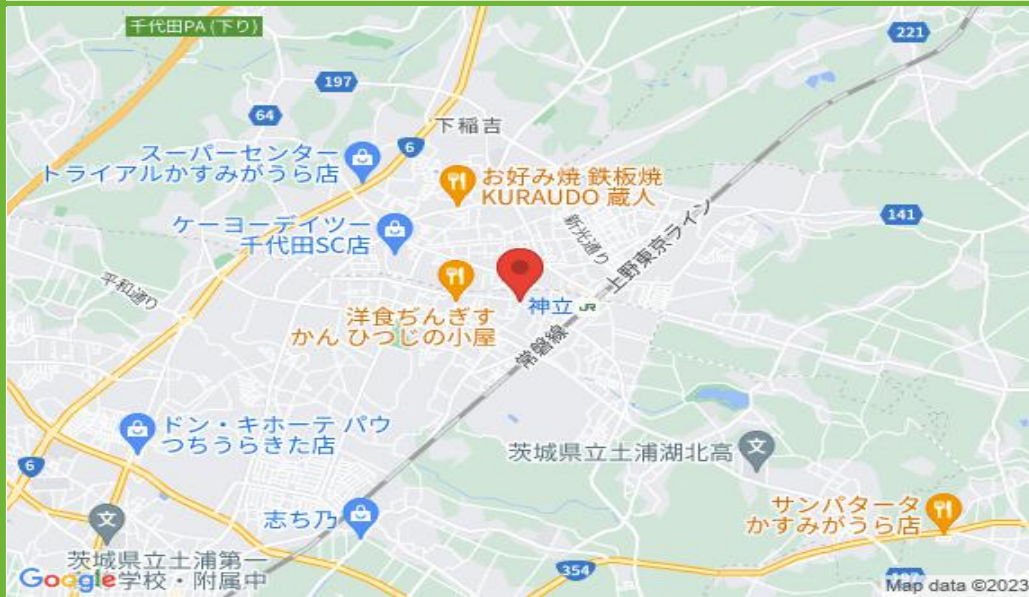 千代田PA (下り)
221
197
64
下稲吉
6
スーパーセンター
トライアルかすみがうら店
お好み焼 鉄板焼
KURAUDO 蔵人
141
ケーヨーデイツー
千代田SC店
新光通り
上野東京ライン
平和通り
神立 JR
洋食ぢんぎす
かん ひつじの小屋
常磐線
ドン・キホーテ パウ
つちうらきた店
茨城県立土浦湖北高
6
サンパタータ
かすみがうら店
志ち乃
茨城県立土浦第一
学校・附属中
354
Google
Map data ©2023